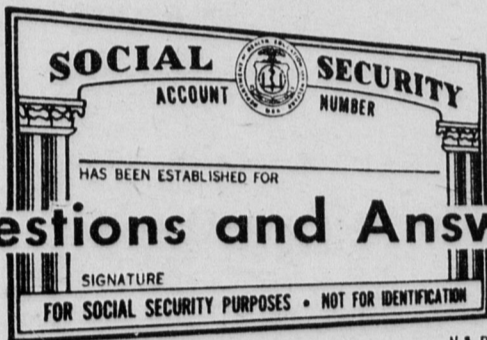 SOCIAL SECURITY
ACCOUNT NUMBER
HAS BEEN ESTABLISHED FOR
estions and Answ
SIGNATURE
FOR SOCIAL SECURITY PURPOSES • NOT FOR IDENTIFICATION